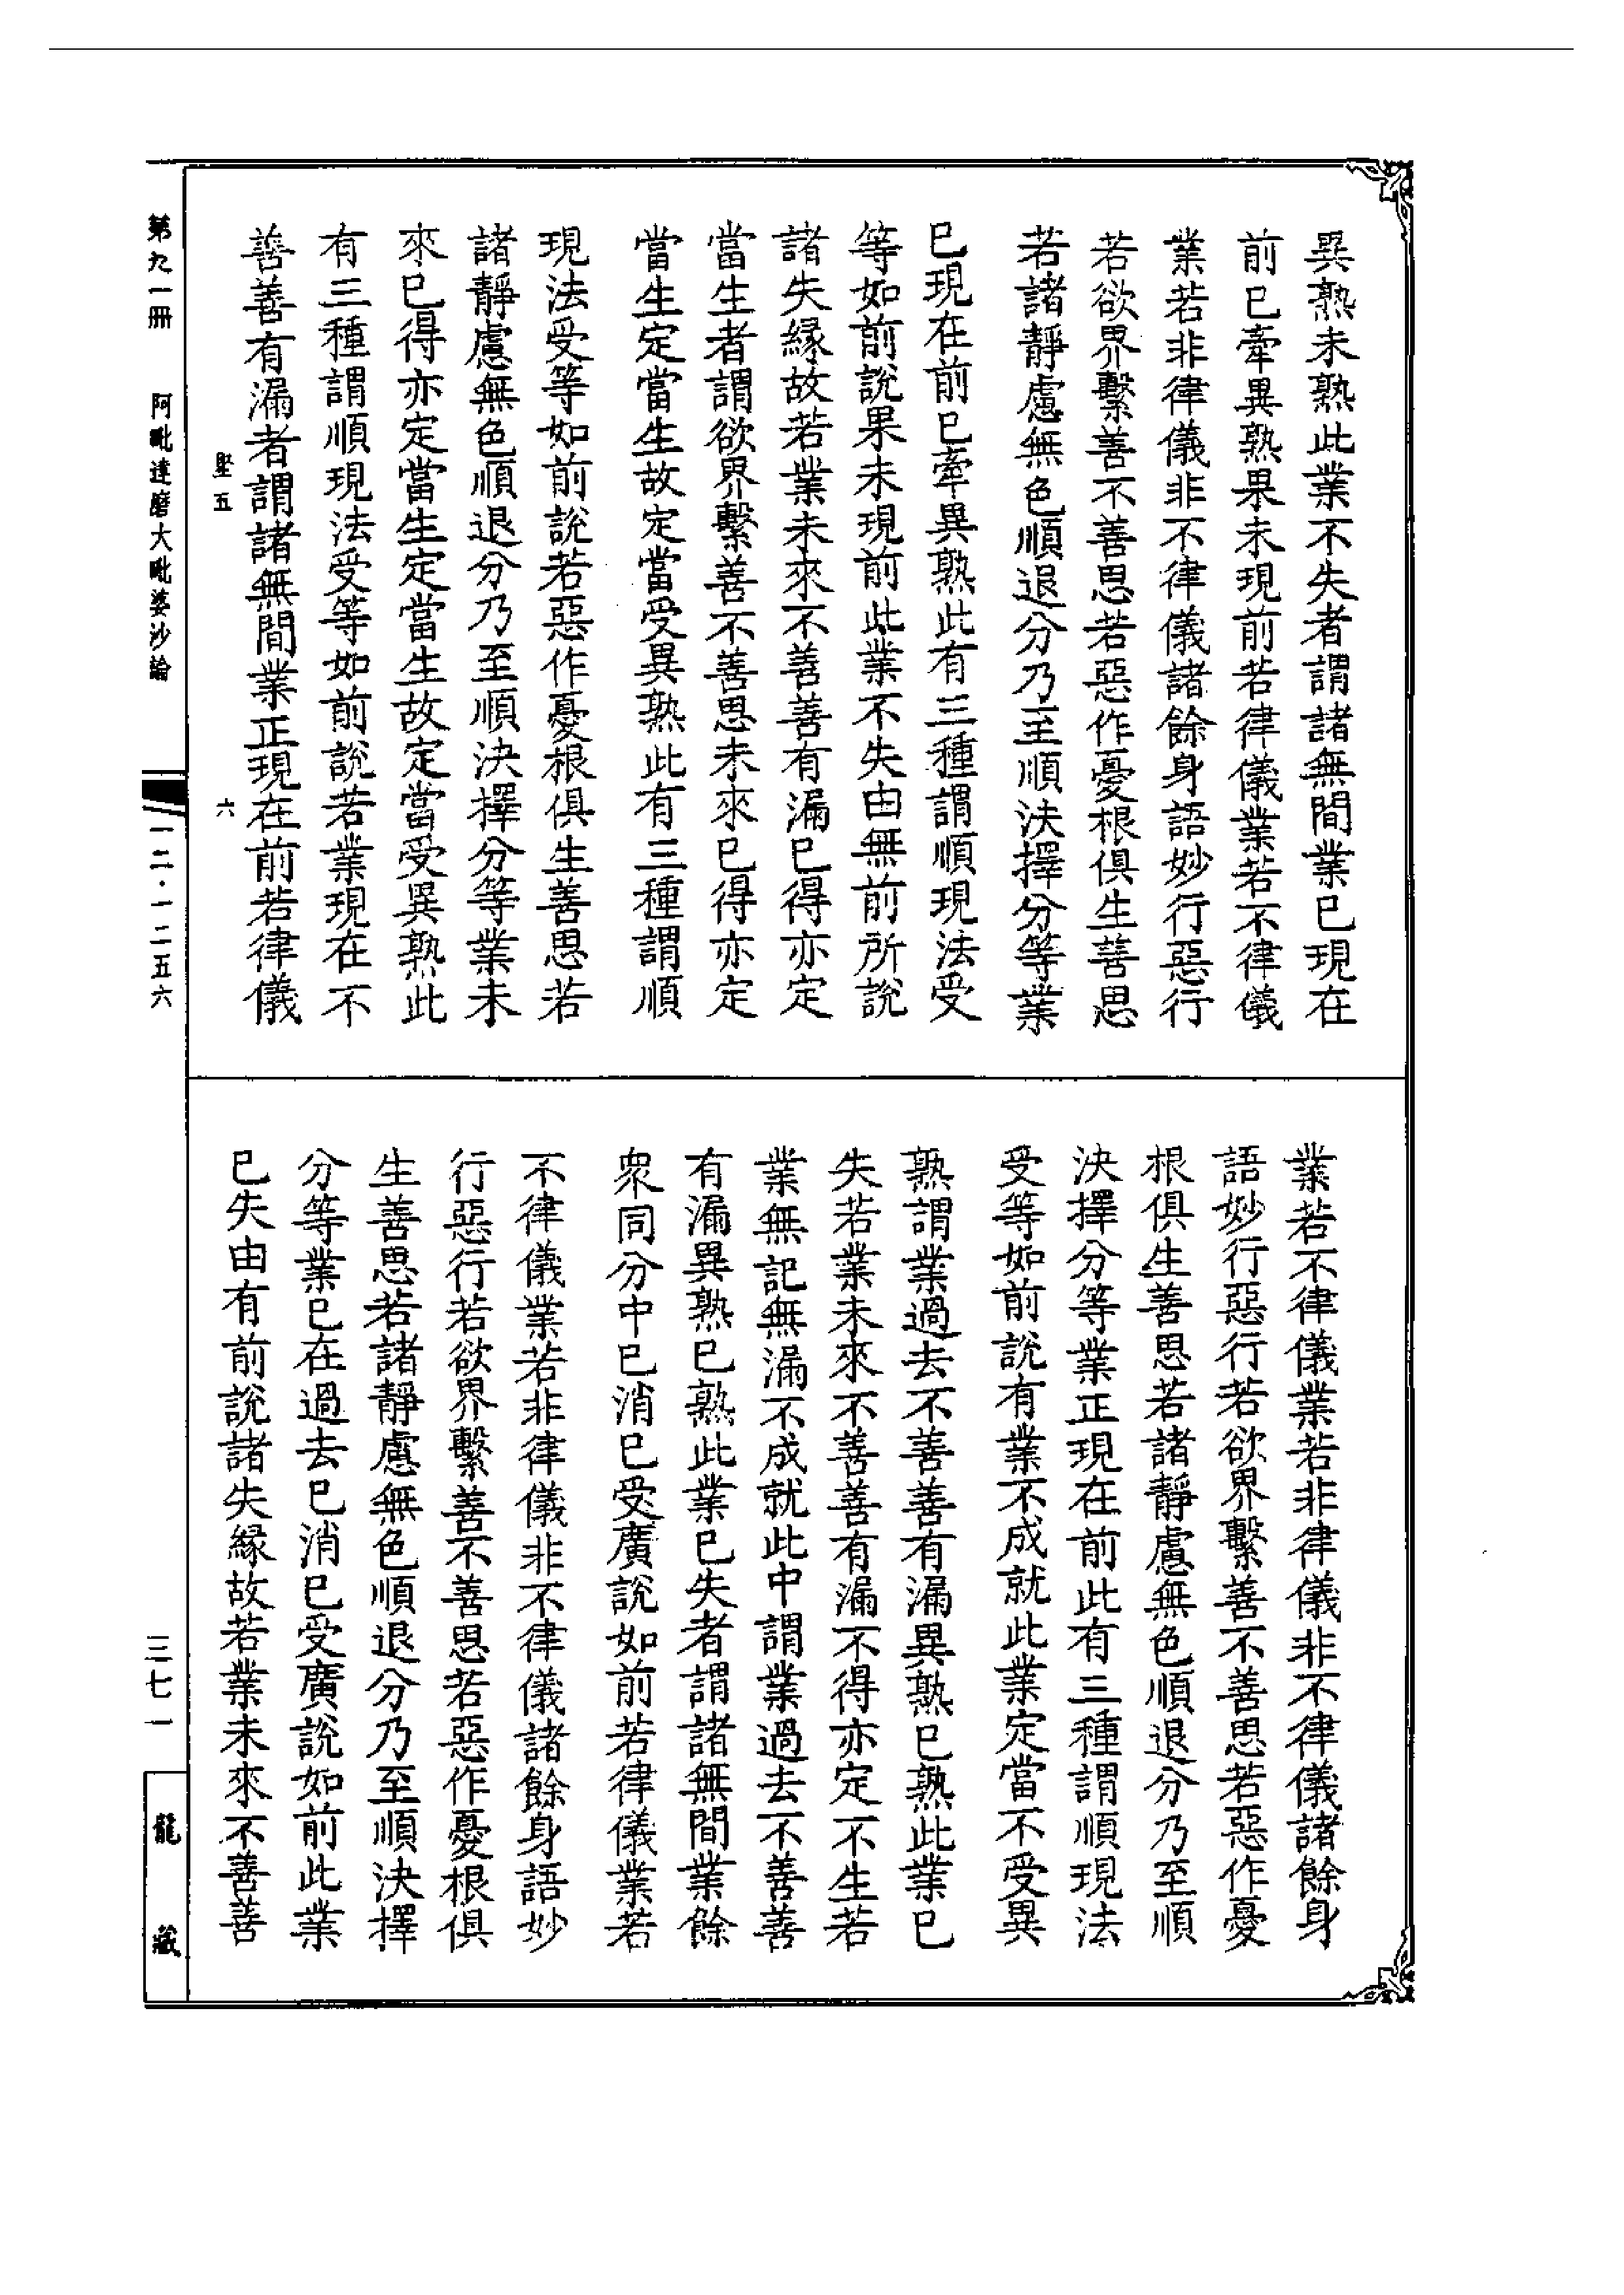 異熟未熟此業不失者謂諸無間業已現在
前已牽異熟果未現前若律儀業若不律儀
業若非律儀非不律儀諸餘身語妙行惡行
若欲界繫善不善思若惡作憂根俱生善思
若諸靜慮無色順退分乃至順決擇分等業
已現在前已牽異熟此有三種謂順現法受
等如前說果未現前此業不失由無前所說
諸失緣故若業未來不善善有漏已得亦定
當生者謂欲界繫善不善思未來已得亦定
當生定當生故定當受異熟此有三種謂順
現法受等如前說若惡作憂根俱生善思若
諸靜慮無色順退分乃至順決擇分等業未
來已得亦定當生定當生故定當受異熟此
有三種謂順現法受等如前說若業現在不
善善有漏者謂諸無間業正現在前若律儀
業若不律儀業若非律儀非不律儀諸餘身
語妙行惡行若欲界繫善不善思若惡作憂
根俱生善思若諸靜慮無色順退分乃至順
決擇分等業正現在前此有三種謂順現法
受等如前說有業不成就此業定當不受異
熟謂業過去不善善有漏異熟已熟此業已
失若業未來不善善有漏不得亦定不生若
業無記無漏不成就此中謂業過去不善善
有漏異熟已熟此業已失者謂諸無間業餘
眾同分中已消已受廣說如前若律儀業若
不律儀業若非律儀非不律儀諸餘身語妙
行惡行若欲界繫善不善思若惡作憂根俱
生善思若諸靜慮無色順退分乃至順決擇
分等業已在過去已消已受廣說如前此業
已失由有前說諸失緣故若業未來不善善
堅五 六
第九一冊 阿毗達磨大毗婆沙論 一二·一二五六 三七一 龍藏